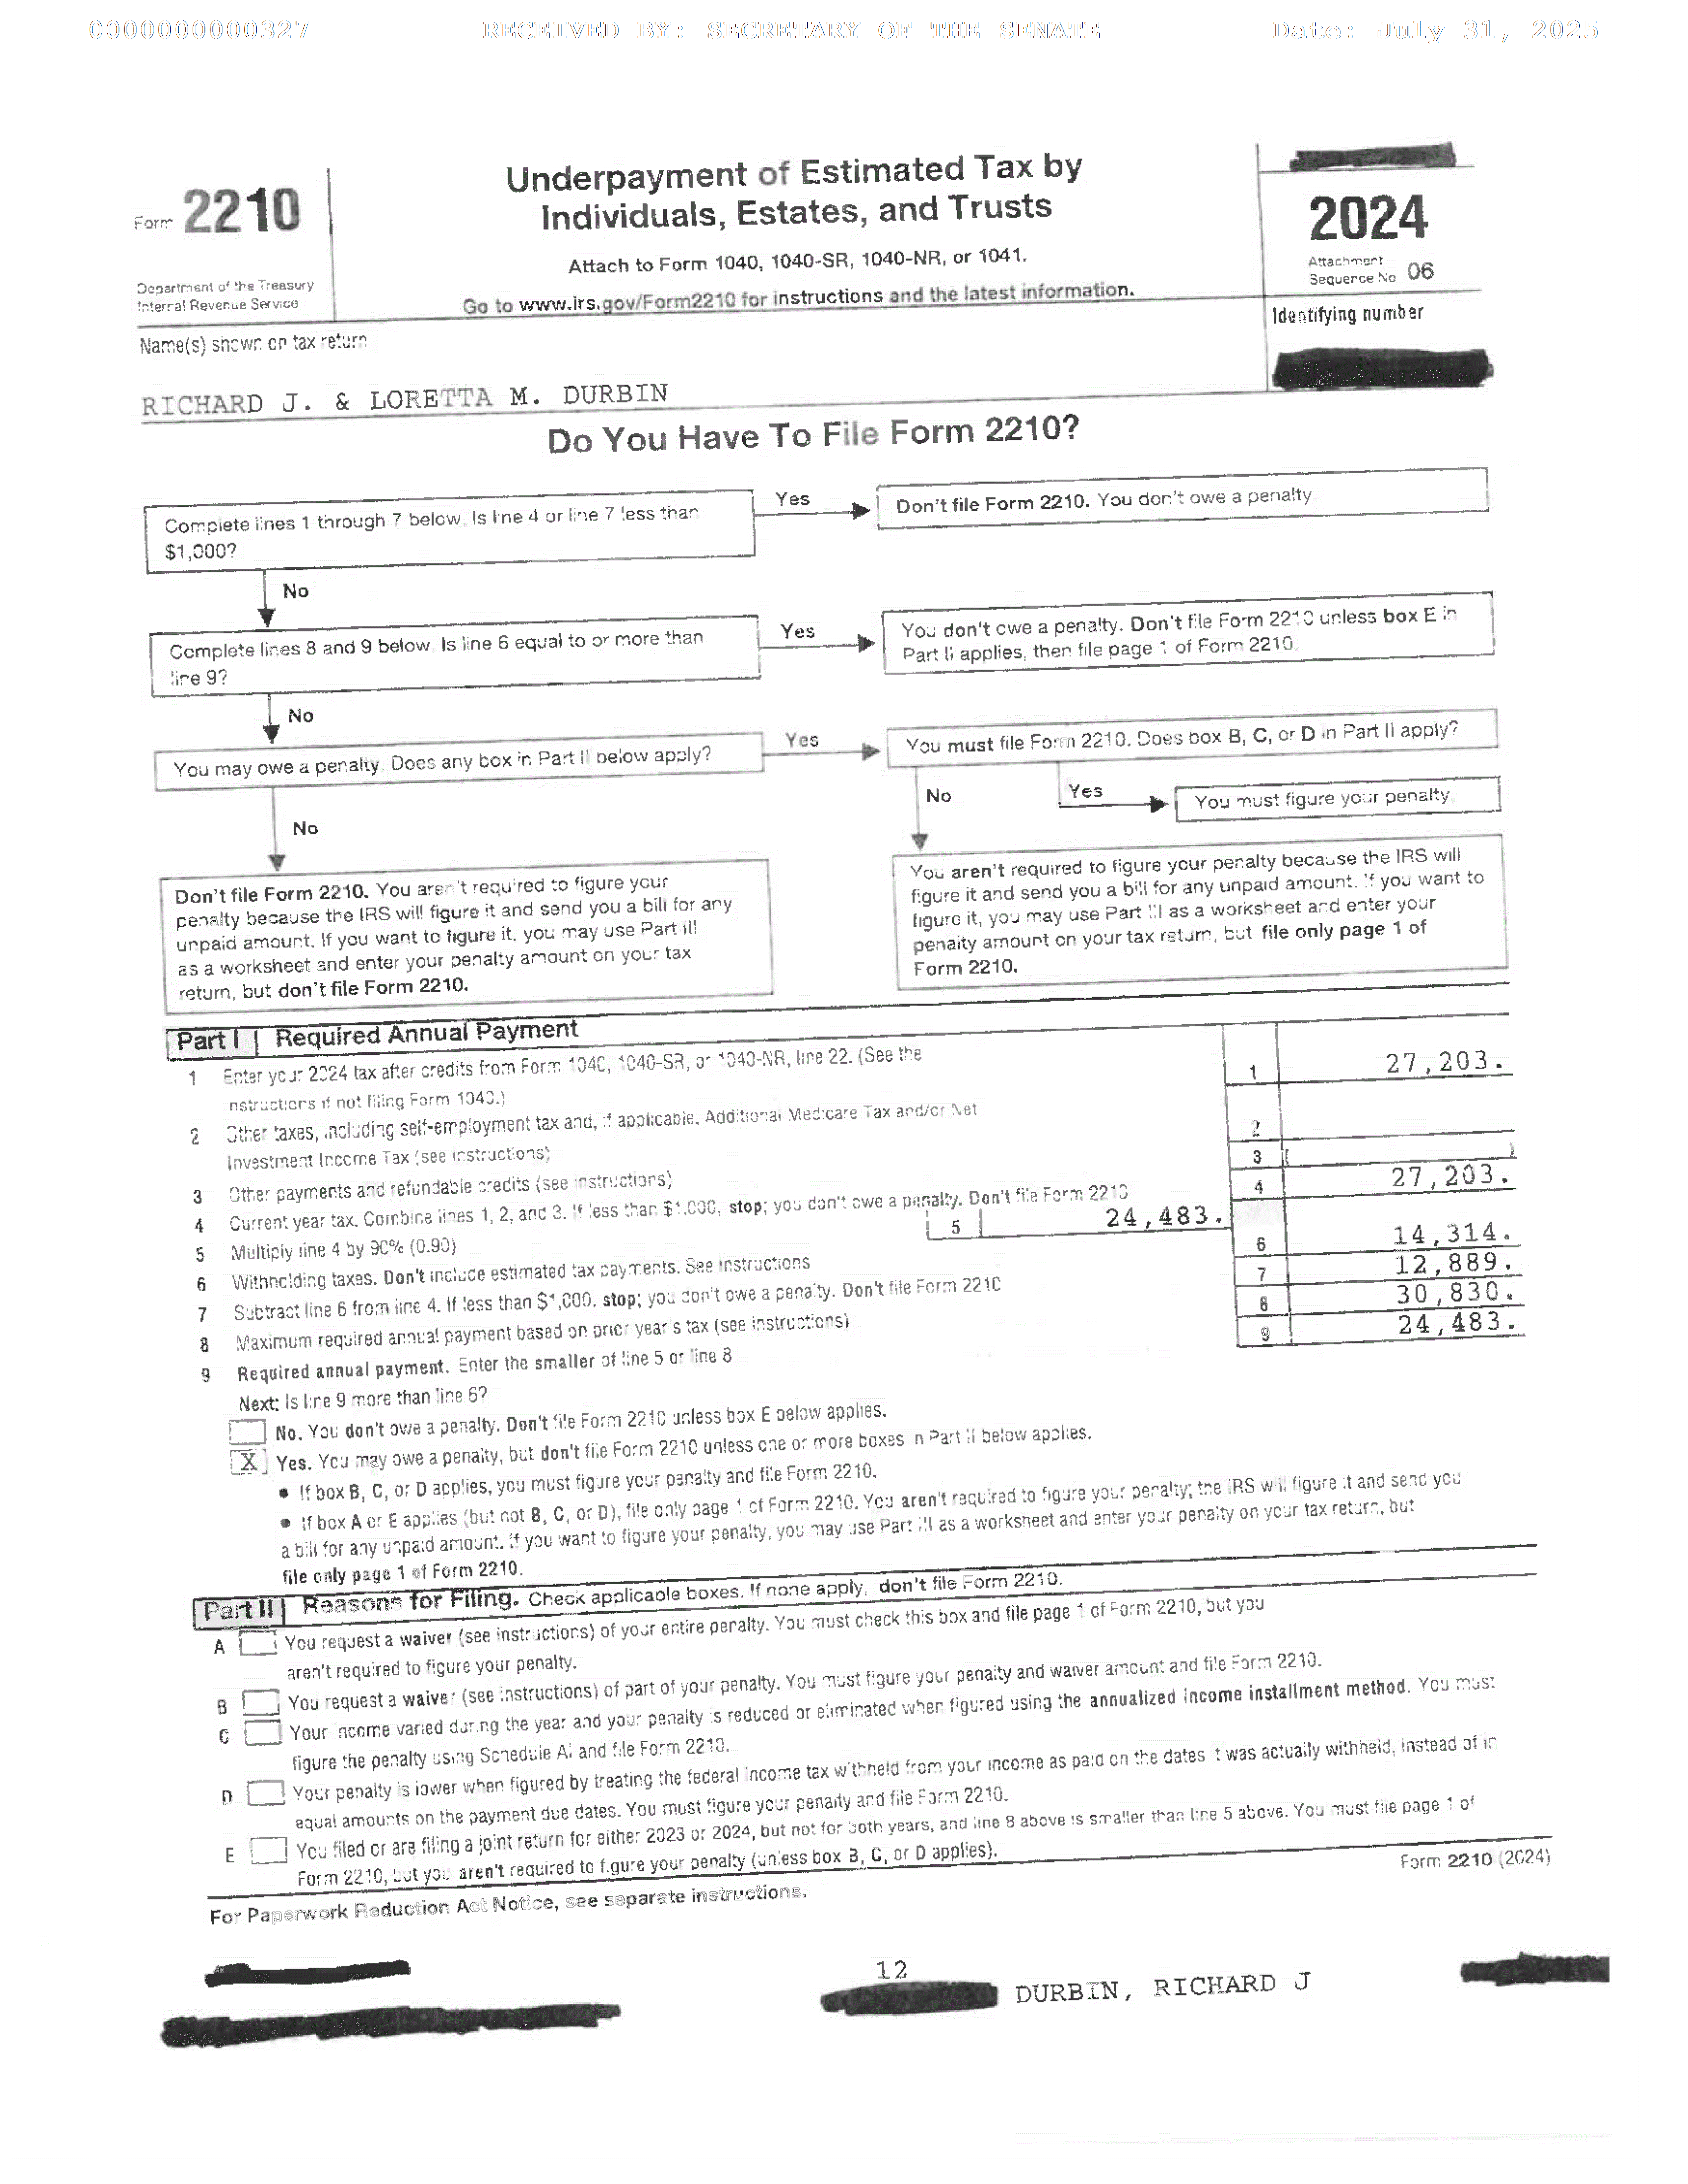 0000000000327 RECEIVED BY: SECRETARY OF THE SENATE Date: July 31, 2025
Form 2210
Underpayment of Estimated Tax by
Individuals, Estates, and Trusts
Attach to Form 1040, 1040-SR, 1040-NR, or 1041.
Go to www.irs.gov/Form2210 for instructions and the latest information.
Department of the Treasury
Internal Revenue Service
2024
Attachment
Sequence No. 06
Name(s) shown on tax return
Identifying number
RICHARD J. & LORETTA M. DURBIN
Do You Have To File Form 2210?
Complete lines 1 through 7 below. Is line 4 or line 7 less than
$1,000?
Yes
Don't file Form 2210. You don't owe a penalty.
No
Complete lines 8 and 9 below. Is line 6 equal to or more than
line 9?
Yes
You don't owe a penalty. Don't file Form 2210 unless box E in
Part II applies, then file page 1 of Form 2210.
No
You may owe a penalty. Does any box in Part II below apply?
Yes
You must file Form 2210. Does box B, C, or D in Part II apply?
No
Yes
You must figure your penalty.
No
Don't file Form 2210. You aren't required to figure your
penalty because the IRS will figure it and send you a bill for any
unpaid amount. If you want to figure it, you may use Part III
as a worksheet and enter your penalty amount on your tax
return, but don't file Form 2210.
You aren't required to figure your penalty because the IRS will
figure it and send you a bill for any unpaid amount. If you want to
figure it, you may use Part III as a worksheet and enter your
penalty amount on your tax return, but file only page 1 of
Form 2210.
Part I Required Annual Payment
1 Enter your 2024 tax after credits from Form 1040, 1040-SR, or 1040-NR, line 22. (See the
instructions if not filing Form 1040.) 1 27,203.
2 Other taxes, including self-employment tax and, if applicable, Additional Medicare Tax and/or Net
Investment Income Tax (see instructions) 2
3 Other payments and refundable credits (see instructions) 3 ( )
4 Current year tax. Combine lines 1, 2, and 3. If less than $1,000, stop; you don't owe a penalty. Don't file Form 2210 4 27,203.
5 Multiply line 4 by 90% (0.90) 5 24,483.
6 Withholding taxes. Don't include estimated tax payments. See instructions 6 14,314.
7 Subtract line 6 from line 4. If less than $1,000, stop; you don't owe a penalty. Don't file Form 2210 7 12,889.
8 Maximum required annual payment based on prior year's tax (see instructions) 8 30,830.
9 Required annual payment. Enter the smaller of line 5 or line 8 9 24,483.
Next: Is line 9 more than line 6?
No. You don't owe a penalty. Don't file Form 2210 unless box E below applies.
X Yes. You may owe a penalty, but don't file Form 2210 unless one or more boxes in Part II below applies.
• If box B, C, or D applies, you must figure your penalty and file Form 2210.
• If box A or E applies (but not B, C, or D), file only page 1 of Form 2210. You aren't required to figure your penalty; the IRS will figure it and send you
a bill for any unpaid amount. If you want to figure your penalty, you may use Part III as a worksheet and enter your penalty on your tax return, but
file only page 1 of Form 2210.
Part II Reasons for Filing. Check applicable boxes. If none apply, don't file Form 2210.
A You request a waiver (see instructions) of your entire penalty. You must check this box and file page 1 of Form 2210, but you
aren't required to figure your penalty.
B You request a waiver (see instructions) of part of your penalty. You must figure your penalty and waiver amount and file Form 2210.
C Your income varied during the year and your penalty is reduced or eliminated when figured using the annualized income installment method. You must
figure the penalty using Schedule AI and file Form 2210.
D Your penalty is lower when figured by treating the federal income tax withheld from your income as paid on the dates it was actually withheld, instead of in
equal amounts on the payment due dates. You must figure your penalty and file Form 2210.
E You filed or are filing a joint return for either 2023 or 2024, but not for both years, and line 8 above is smaller than line 5 above. You must file page 1 of
Form 2210, but you aren't required to figure your penalty (unless box B, C, or D applies).
For Paperwork Reduction Act Notice, see separate instructions.
Form 2210 (2024)
12
DURBIN, RICHARD J